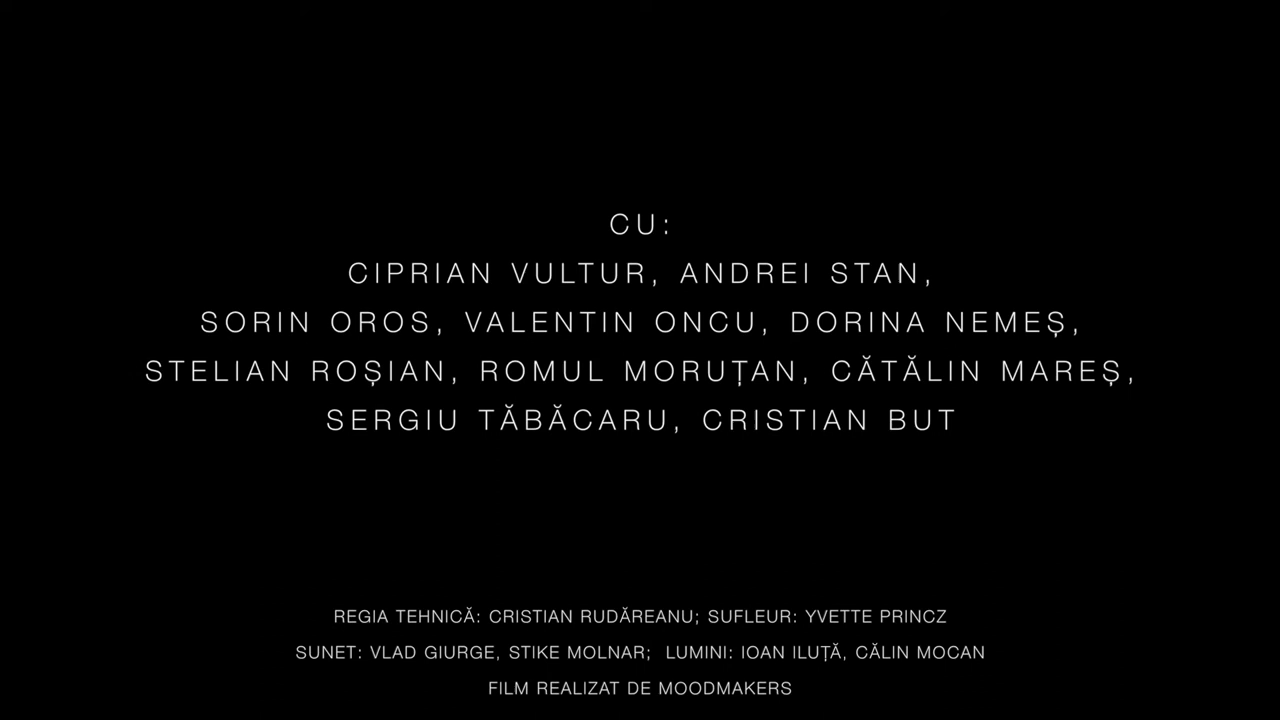 CU:
CIPRIAN VULTUR, ANDREI STAN,
SORIN OROS, VALENTIN ONCU, DORINA NEMEȘ,
STELIAN ROȘIAN, ROMUL MORUȚAN, CĂTĂLIN MAREȘ,
SERGIU TĂBĂCARU, CRISTIAN BUT
REGIA TEHNICĂ: CRISTIAN RUDĂREANU; SUFLEUR: YVETTE PRINCZ
SUNET: VLAD GIURGE, STIKE MOLNAR; LUMINI: IOAN ILUȚĂ, CĂLIN MOCAN
FILM REALIZAT DE MOODMAKERS